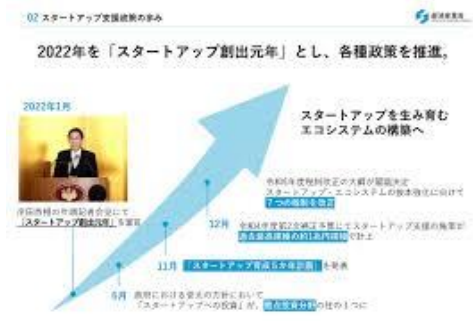 02 スタートアップ支援政策の歩み
経済産業省
2022年を「スタートアップ創出元年」とし、各種政策を推進。
2022年1月
スタートアップを生み育む
エコシステムの構築へ
岸田首相の年頭記者会見にて
「スタートアップ創出元年」を宣言
令和5年度税制改正の大綱が閣議決定
スタートアップ・エコシステムの抜本強化に向けて
7つの税制を改正
12月
令和4年度第2次補正予算にてスタートアップ支援の施策が
過去最大規模の約1兆円規模で計上
11月 「スタートアップ育成5か年計画」を発表
6月 政府における骨太の方針において
「スタートアップへの投資」が、重点投資分野の柱の1つに